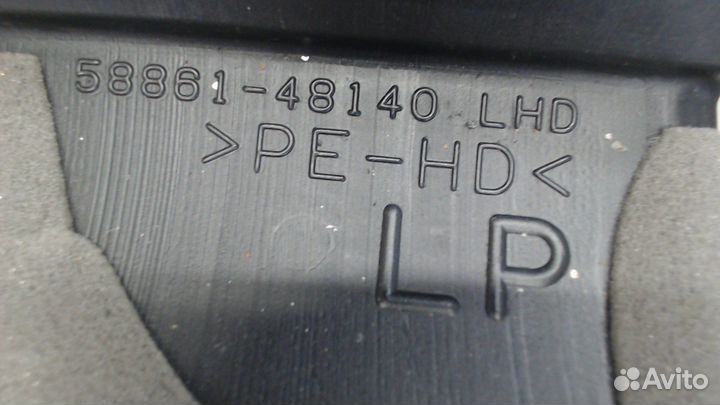 58861-48140 LHD
>PE-HD<
LP
Avito